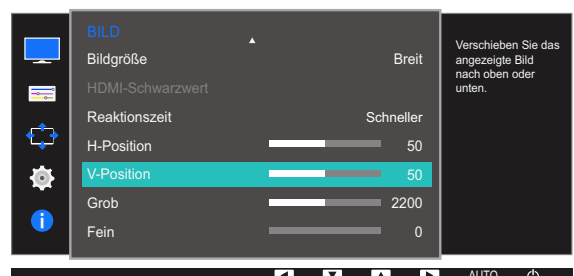 BILD
Bildgröße Breit
HDMI-Schwarzwert
Reaktionszeit Schneller
H-Position 50
V-Position 50
Grob 2200
Fein 0
Verschieben Sie das
angezeigte Bild
nach oben oder
unten.
AUTO